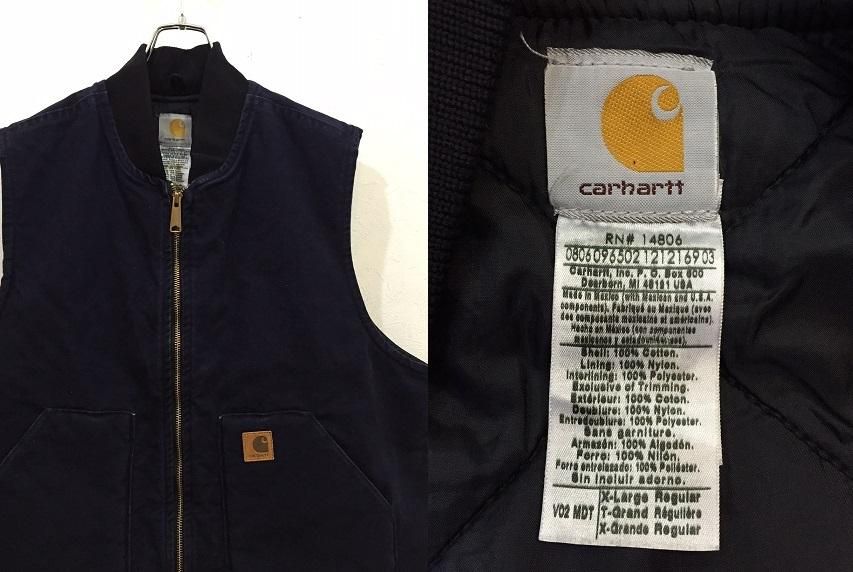 carhartt
RN# 14806
0806096502121216903
Carhartt, Inc. P. O. Box 600
Dearborn, MI 48121 USA
Made in Mexico (with Mexican and U.S.A.
components). Fabriqué au Mexique (avec
des composants mexicains et américains).
Hecho en México (con componentes
mexicanos y estadounidenses).
Shell: 100% Cotton.
Lining: 100% Nylon.
Interlining: 100% Polyester.
Exclusive of Trimming.
Extérieur: 100% Coton.
Doublure: 100% Nylon.
Entredoublure: 100% Polyester.
Sans garniture.
Armazón: 100% Algodón.
Forro: 100% Nilón.
Forro entrelazado: 100% Poliéster.
Sin incluir adorno.
V02 MDT
X-Large Regular
T-Grand Régulière
X-Grande Regular